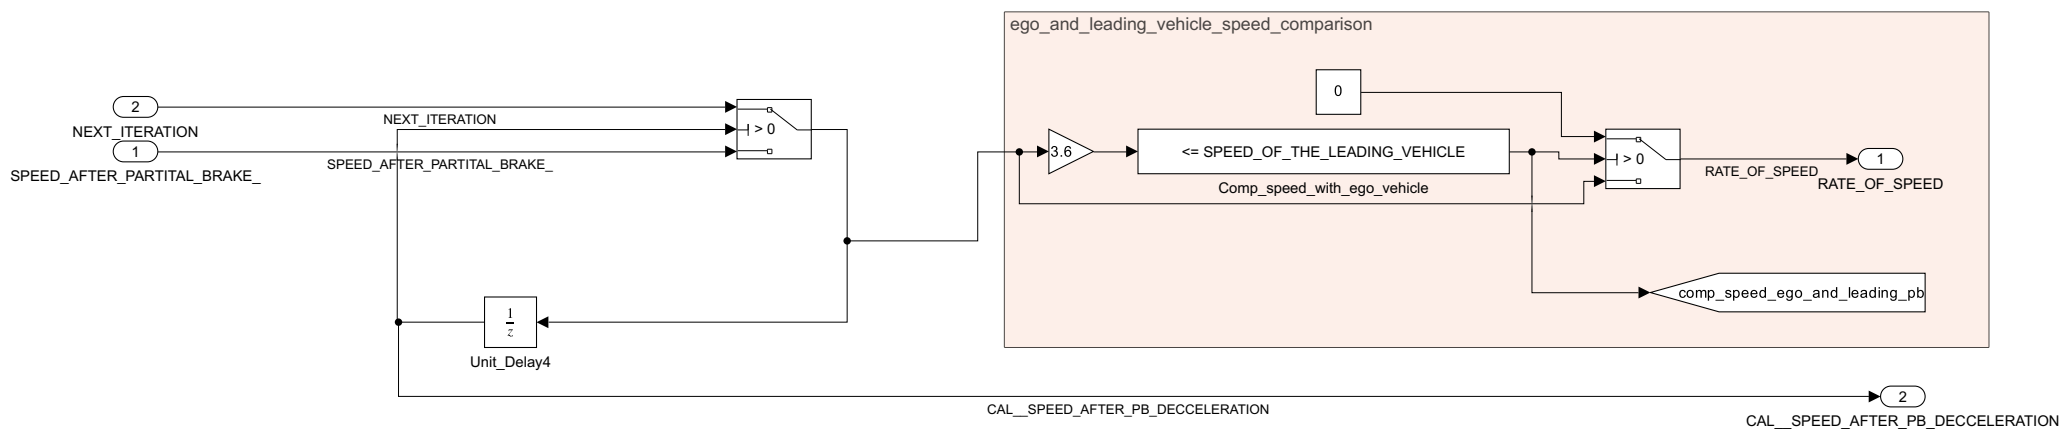 ego_and_leading_vehicle_speed_comparison
0
2
NEXT_ITERATION
NEXT_ITERATION
> 0
1
SPEED_AFTER_PARTITAL_BRAKE_
SPEED_AFTER_PARTITAL_BRAKE_
3.6
<= SPEED_OF_THE_LEADING_VEHICLE
Comp_speed_with_ego_vehicle
> 0
RATE_OF_SPEED
1
RATE_OF_SPEED
comp_speed_ego_and_leading_pb
1
z
Unit_Delay4
CAL__SPEED_AFTER_PB_DECCELERATION
2
CAL__SPEED_AFTER_PB_DECCELERATION